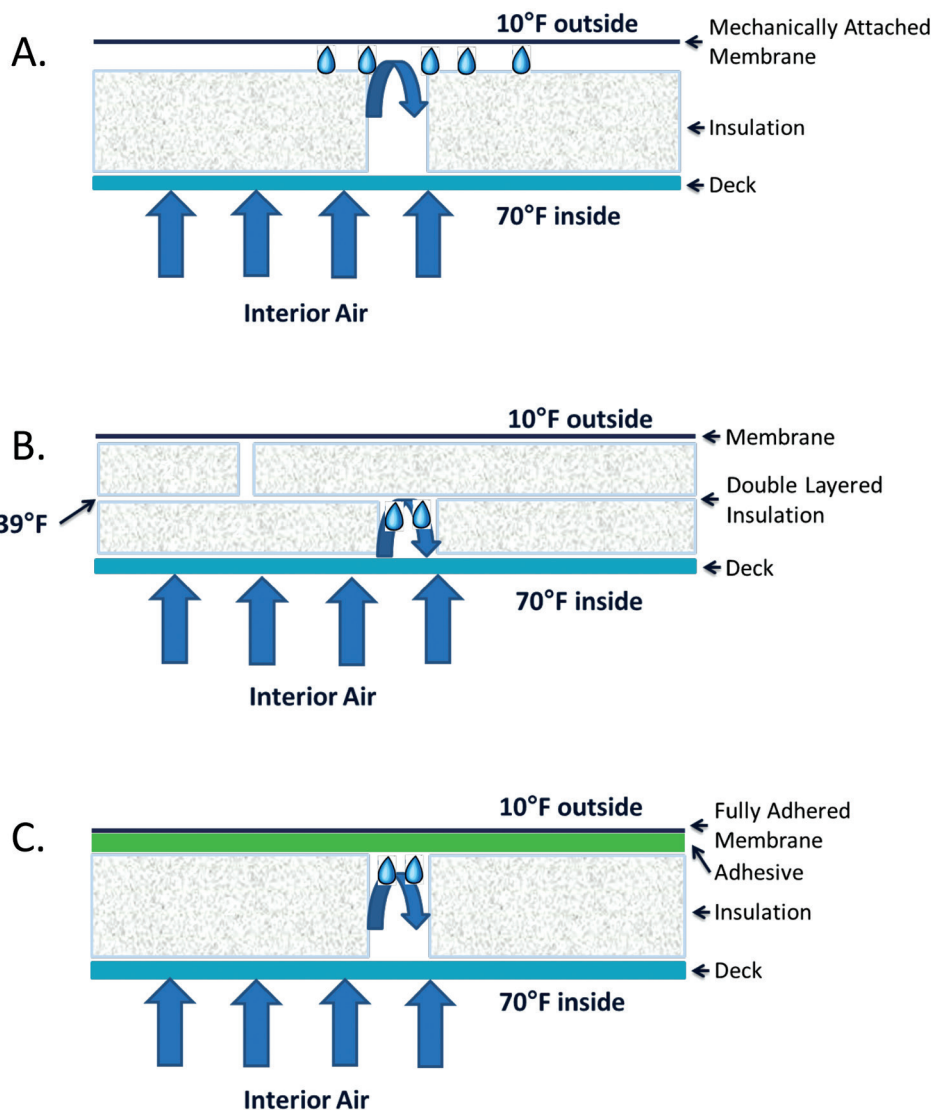 A.
10°F outside
Mechanically Attached
Membrane
Insulation
Deck
70°F inside
Interior Air
B.
10°F outside
Membrane
Double Layered
Insulation
39°F
Deck
70°F inside
Interior Air
C.
10°F outside
Fully Adhered
Membrane
Adhesive
Insulation
Deck
70°F inside
Interior Air